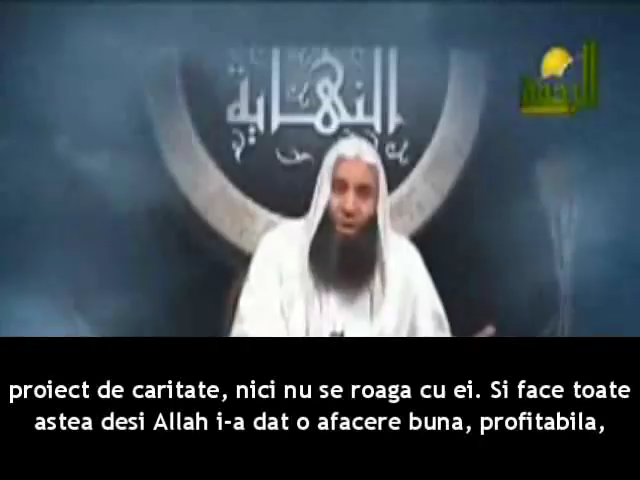 النهاية
الرحمة
proiect de caritate, nici nu se roaga cu ei. Si face toate
astea desi Allah i-a dat o afacere buna, profitabila,